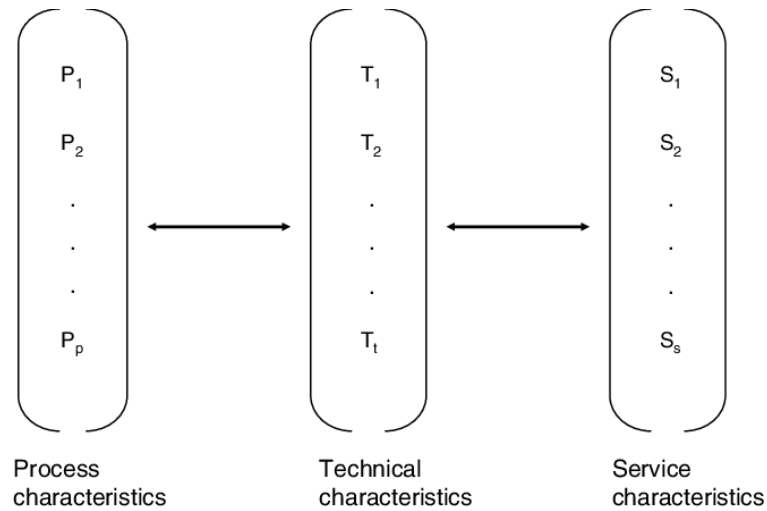 P₁ T₁ S₁
P₂ T₂ S₂
. . .
. . .
. . .
Pₚ Tₜ Sₛ
Process Technical Service
characteristics characteristics characteristics